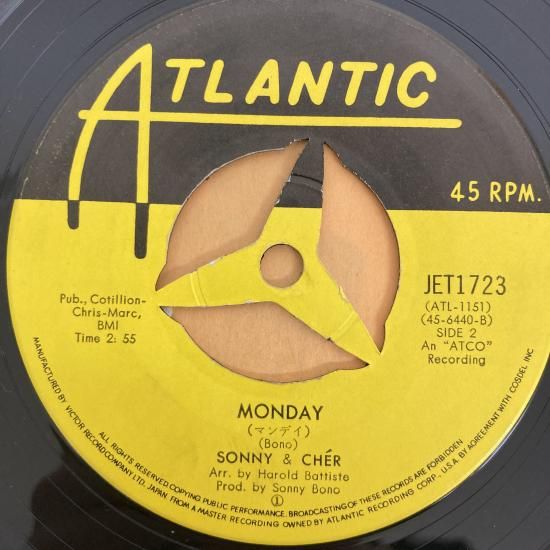 ATLANTIC
45 RPM.
Pub., Cotillion-
Chris-Marc,
BMI
Time 2: 55
JET1723
(ATL-1151)
(45-6440-B)
SIDE 2
An "ATCO"
Recording
MONDAY
(マンデイ)
(Bono)
SONNY & CHÉR
Arr. by Harold Battiste
Prod. by Sonny Bono
①
MANUFACTURED BY VICTOR RECORD COMPANY LTD. JAPAN FROM A MASTER RECORDING OWNED BY ATLANTIC RECORDING CORP., U.S.A. BY AGREEMENT WITH COSDEL INC
ALL RIGHTS RESERVED COPYING PUBLIC PERFORMANCE. BROADCASTING OF THESE RECORDS ARE FORBIDDEN